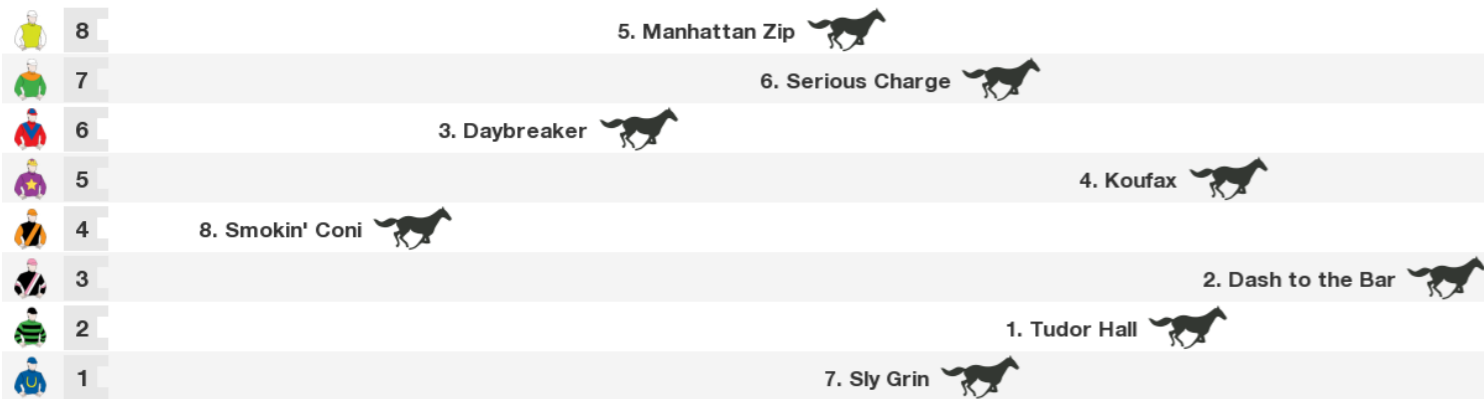 8 5. Manhattan Zip
7 6. Serious Charge
6 3. Daybreaker
5 4. Koufax
4 8. Smokin' Coni
3 2. Dash to the Bar
2 1. Tudor Hall
1 7. Sly Grin